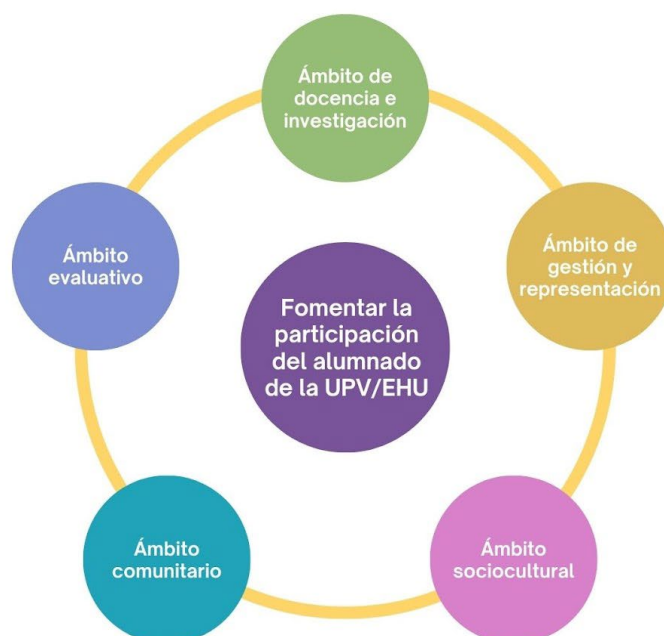 Ámbito de
docencia e
investigación
Ámbito de
gestión y
representación
Ámbito
evaluativo
Fomentar la
participación
del alumnado
de la UPV/EHU
Ámbito
comunitario
Ámbito
sociocultural